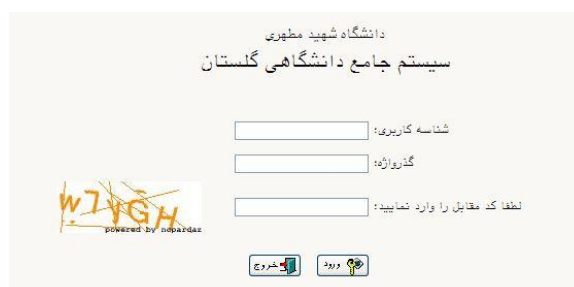 دانشگاه شهید مطهری
سیستم جامع دانشگاهی گلستان
شناسه کاربری:
گذرواژه:
لطفا کد مقابل را وارد نمایید:
powered by nopardaz
ورود
خروج